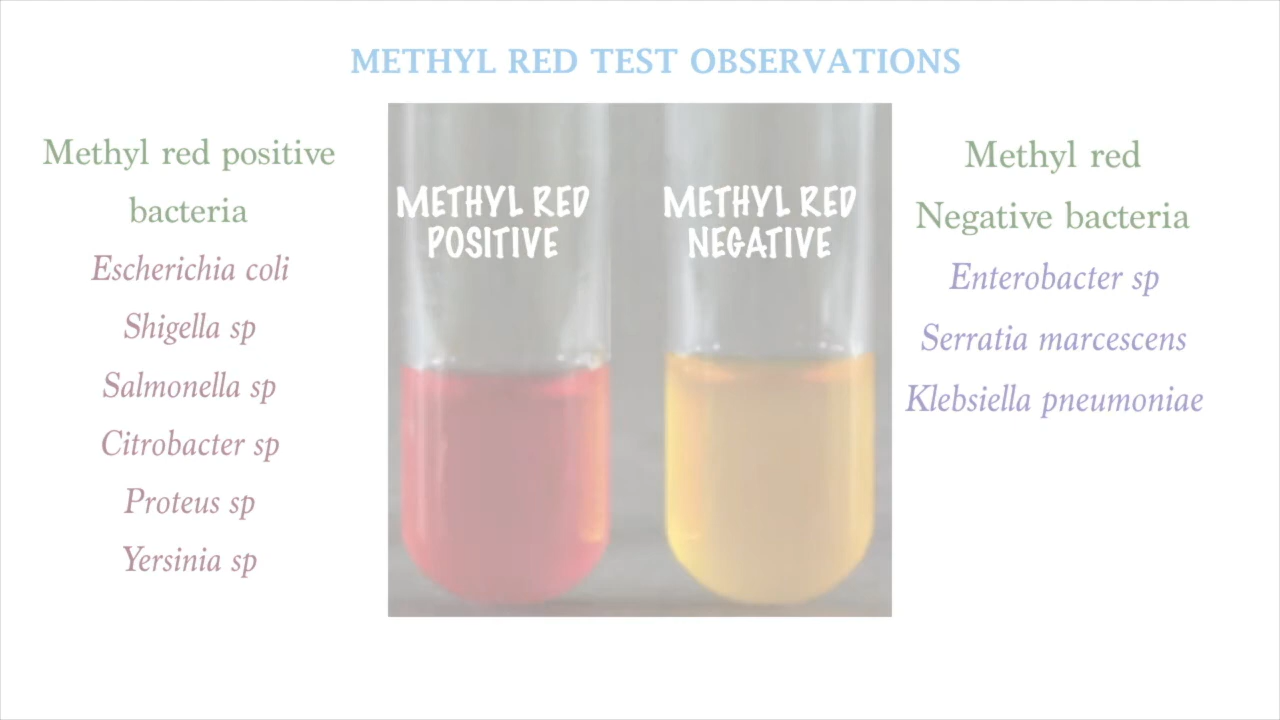 METHYL RED TEST OBSERVATIONS
Methyl red positive
bacteria
Escherichia coli
Shigella sp
Salmonella sp
Citrobacter sp
Proteus sp
Yersinia sp
METHYL RED
POSITIVE
METHYL RED
NEGATIVE
Methyl red
Negative bacteria
Enterobacter sp
Serratia marcescens
Klebsiella pneumoniae